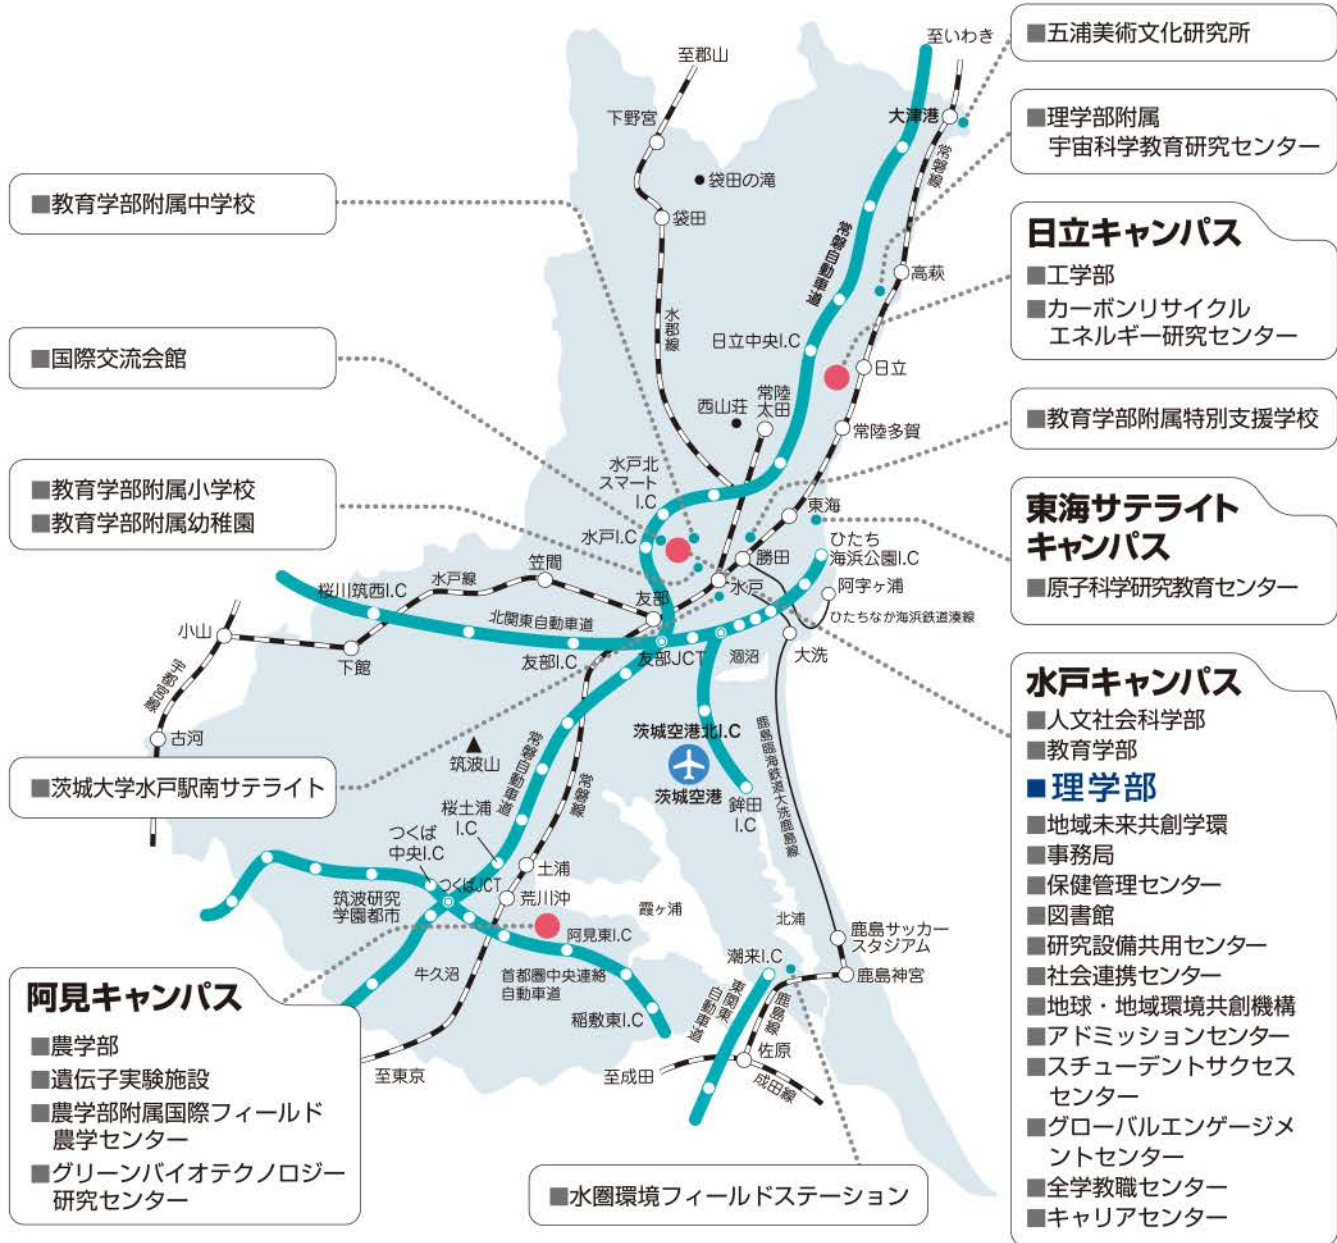 ■五浦美術文化研究所
■理学部附属
宇宙科学教育研究センター
日立キャンパス
■工学部
■カーボンリサイクル
エネルギー研究センター
■教育学部附属特別支援学校
東海サテライト
キャンパス
■原子科学研究教育センター
水戸キャンパス
■人文社会科学部
■教育学部
■理学部
■地域未来共創学環
■事務局
■保健管理センター
■図書館
■研究設備共用センター
■社会連携センター
■地球・地域環境共創機構
■アドミッションセンター
■スチューデントサクセス
センター
■グローバルエンゲージメ
ントセンター
■全学教職センター
■キャリアセンター
■教育学部附属中学校
■国際交流会館
■教育学部附属小学校
■教育学部附属幼稚園
■茨城大学水戸駅南サテライト
阿見キャンパス
■農学部
■遺伝子実験施設
■農学部附属国際フィールド
農学センター
■グリーンバイオテクノロジー
研究センター
■水圏環境フィールドステーション
至いわき
至郡山
大津港
下野宮
常磐線
袋田の滝
袋田
常磐自動車道
高萩
水郡線
日立中央I.C
日立
西山荘
常陸
太田
常陸多賀
水戸北
スマート
I.C
東海
水戸I.C
ひたち
海浜公園I.C
勝田
笠間
水戸線
水戸
阿字ヶ浦
桜川筑西I.C
友部
北関東自動車道
ひたちなか海浜鉄道湊線
小山
下館
友部I.C
友部JCT
涸沼
大洗
宇都宮線
古河
茨城空港北I.C
筑波山
常磐自動車道
常磐線
茨城空港
鉾田
I.C
鹿島臨海鉄道大洗鹿島線
桜土浦
I.C
つくば
中央I.C
つくばJCT
土浦
筑波研究
学園都市
荒川沖
霞ヶ浦
北浦
阿見東I.C
鹿島サッカー
スタジアム
牛久沼
首都圏中央連絡
自動車道
潮来I.C
鹿島神宮
稲敷東I.C
東関東
自動車道
鹿島線
佐原
至東京
至成田
成田線